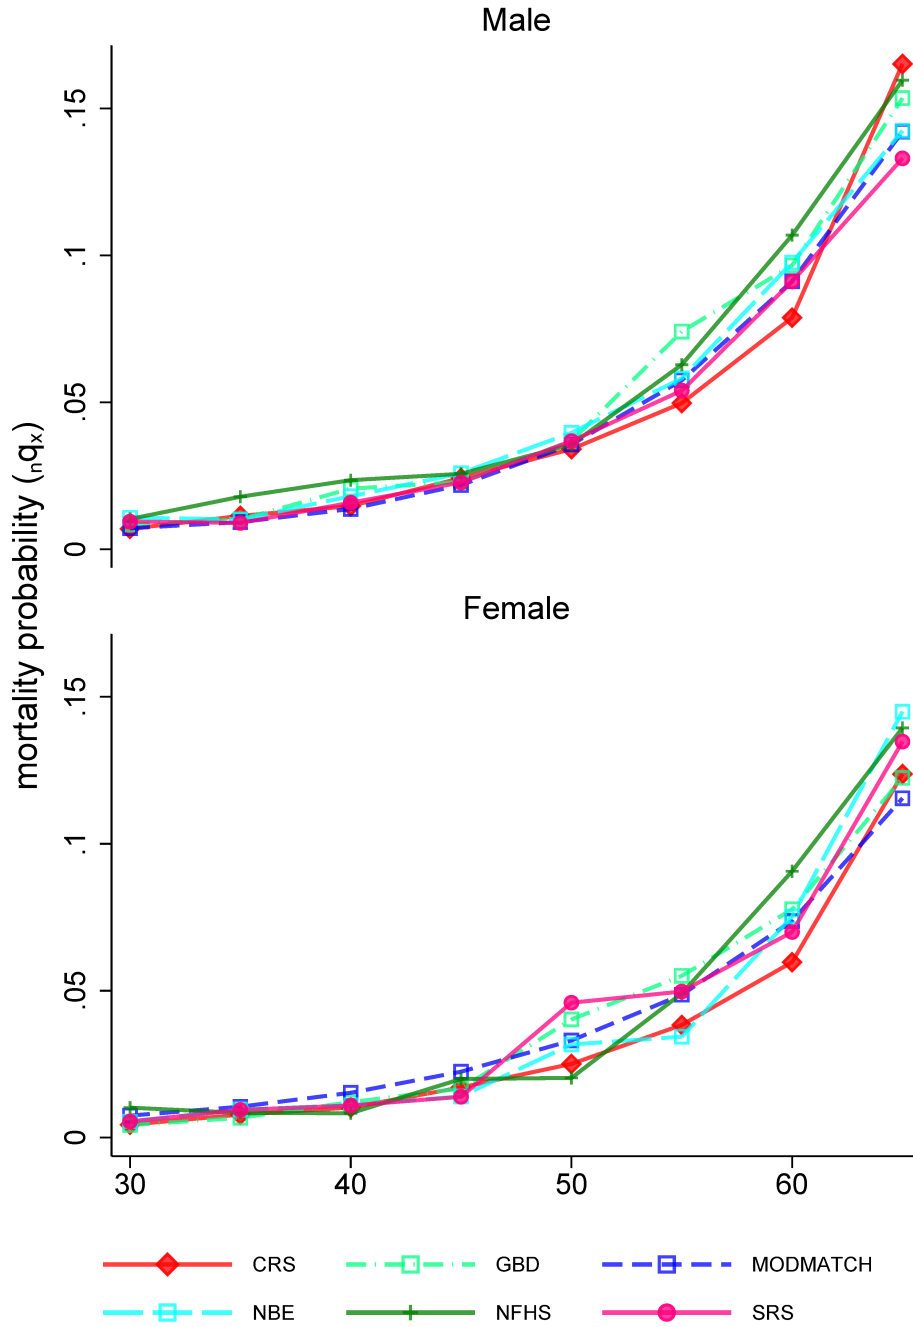 Male
mortality probability (nqx)
.15
.1
.05
0
Female
.15
.1
.05
0
30 40 50 60
CRS GBD MODMATCH
NBE NFHS SRS